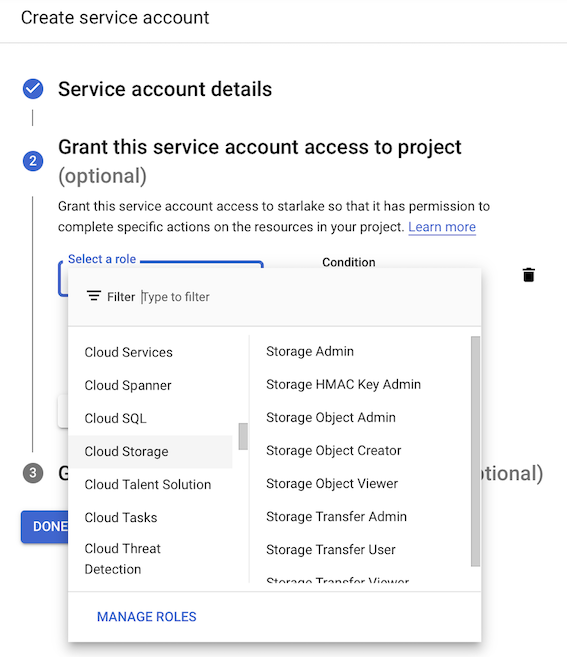 Create service account
Service account details
2
Grant this service account access to project
(optional)
Grant this service account access to starlake so that it has permission to
complete specific actions on the resources in your project. Learn more
Select a role
Condition
Filter Type to filter
Cloud Services
Cloud Spanner
Cloud SQL
Cloud Storage
Cloud Talent Solution
Cloud Tasks
Cloud Threat
Detection
Storage Admin
Storage HMAC Key Admin
Storage Object Admin
Storage Object Creator
Storage Object Viewer
Storage Transfer Admin
Storage Transfer User
Storage Transfer Viewer
3
G
tional)
DONE
MANAGE ROLES